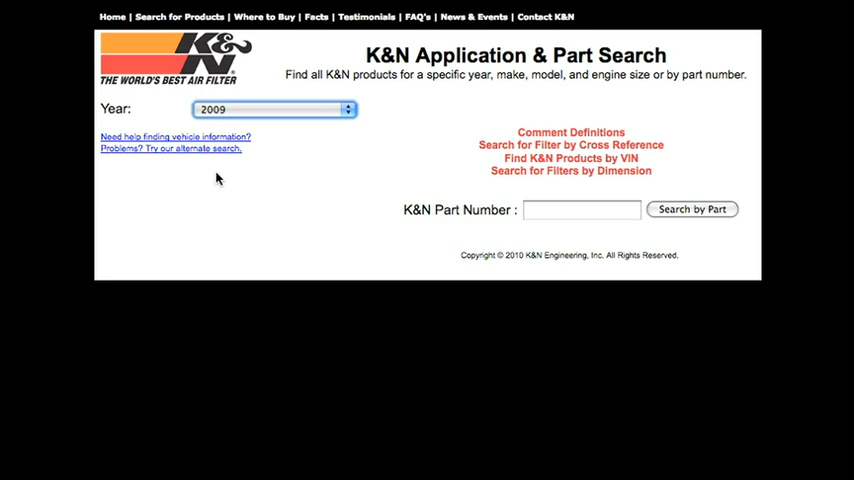 Home | Search for Products | Where to Buy | Facts | Testimonials | FAQ's | News & Events | Contact K&N
K&N®
THE WORLD'S BEST AIR FILTER
K&N Application & Part Search
Find all K&N products for a specific year, make, model, and engine size or by part number.
Year: 2009
Need help finding vehicle information?
Problems? Try our alternate search.
Comment Definitions
Search for Filter by Cross Reference
Find K&N Products by VIN
Search for Filters by Dimension
K&N Part Number : Search by Part
Copyright © 2010 K&N Engineering, Inc. All Rights Reserved.